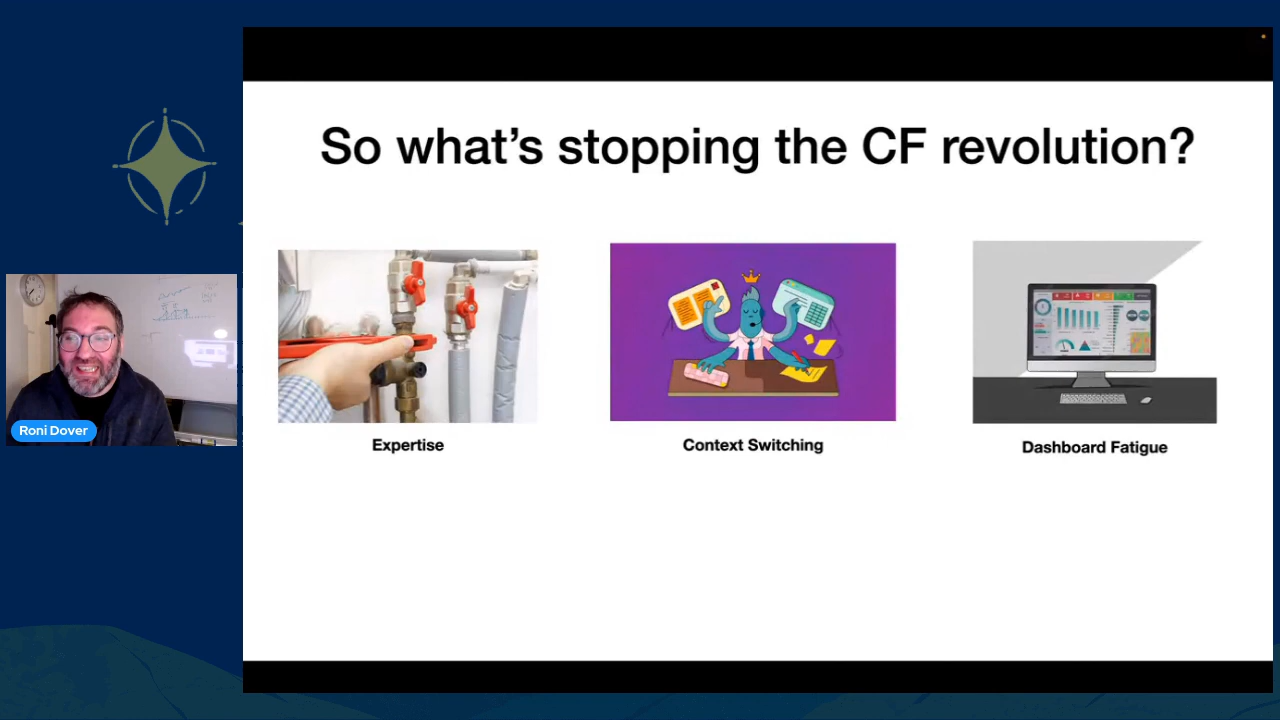 So what's stopping the CF revolution?
Expertise
Context Switching
Dashboard Fatigue
Roni Dover